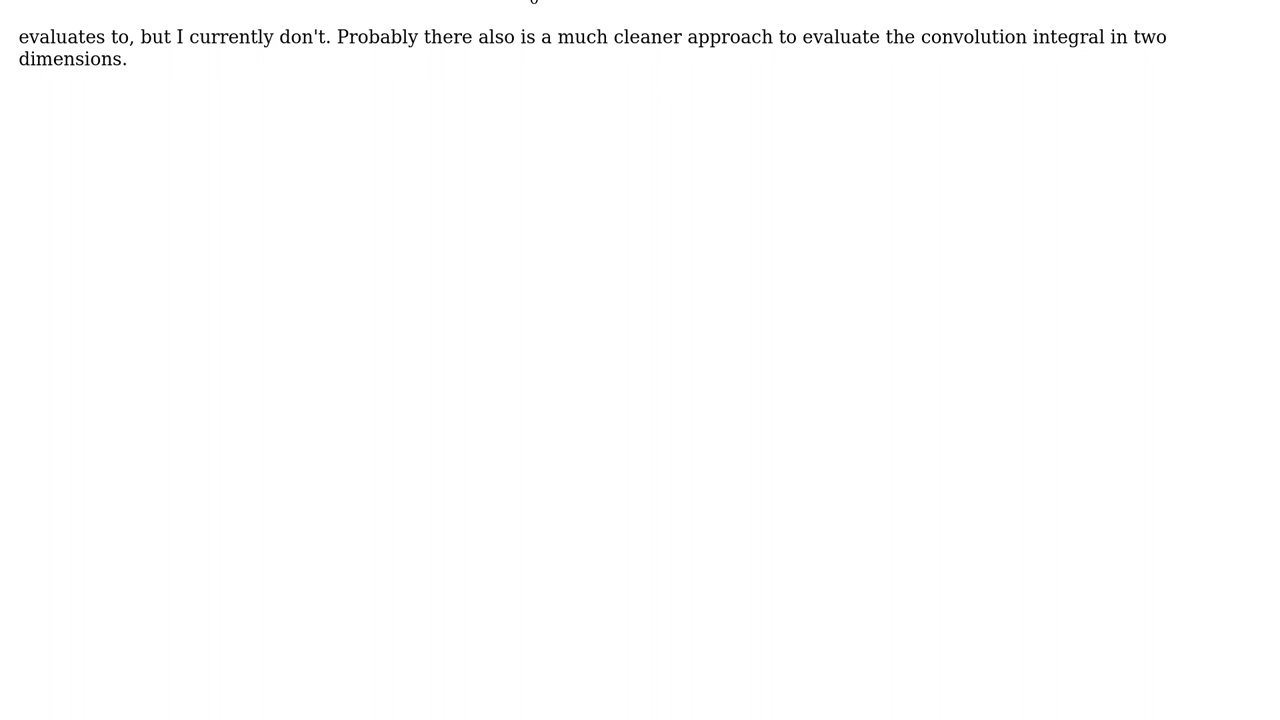 evaluates to, but I currently don't. Probably there also is a much cleaner approach to evaluate the convolution integral in two
dimensions.